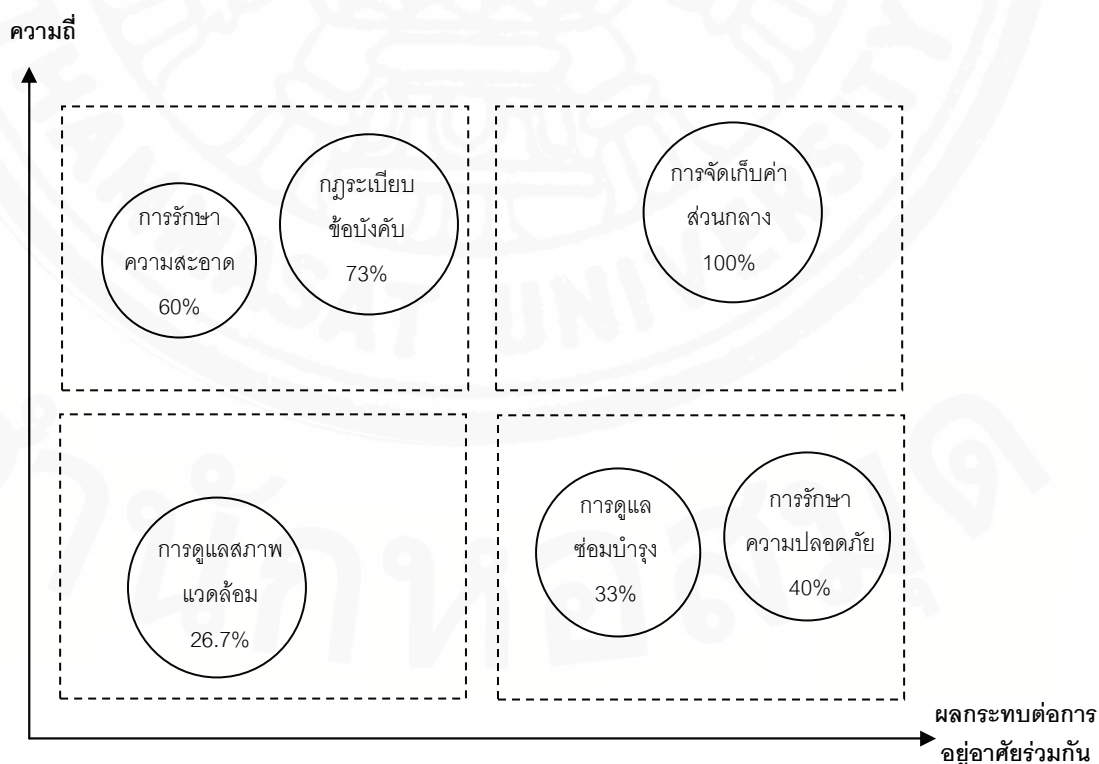 ความถี่
การรักษา
ความสะอาด
60%
กฎระเบียบ
ข้อบังคับ
73%
การจัดเก็บค่า
ส่วนกลาง
100%
การดูแลสภาพ
แวดล้อม
26.7%
การดูแล
ซ่อมบำรุง
33%
การรักษา
ความปลอดภัย
40%
ผลกระทบต่อการ
อยู่อาศัยร่วมกัน